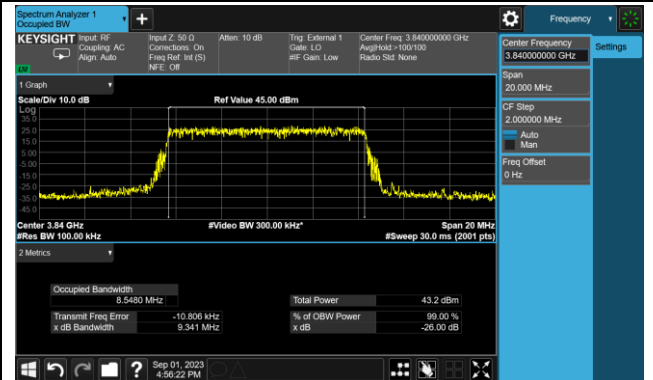 Spectrum Analyzer 1
Occupied BW
Frequency
KEYSIGHT
Input: RF
Coupling: AC
Align: Auto
Input Z: 50 Ω
Corrections: On
Freq Ref: Int (S)
NFE: Off
Atten: 10 dB
Trig: External 1
Gate: LO
#IF Gain: Low
Center Freq: 3.840000000 GHz
Avg|Hold:>100/100
Radio Std: None
Center Frequency
3.840000000 GHz
Settings
Span
20.000 MHz
CF Step
2.000000 MHz
Auto
Man
Freq Offset
0 Hz
1 Graph
Scale/Div 10.0 dB
Ref Value 45.00 dBm
Log
35.0
25.0
15.0
5.00
-5.00
-15.0
-25.0
-35.0
-45.0
Center 3.84 GHz
#Video BW 300.00 kHz*
Span 20 MHz
#Res BW 100.00 kHz
#Sweep 30.0 ms (2001 pts)
2 Metrics
Occupied Bandwidth
8.5480 MHz
Total Power
43.2 dBm
Transmit Freq Error
-10.806 kHz
% of OBW Power
99.00 %
x dB Bandwidth
9.341 MHz
x dB
-26.00 dB
?
Sep 01, 2023
4:56:22 PM